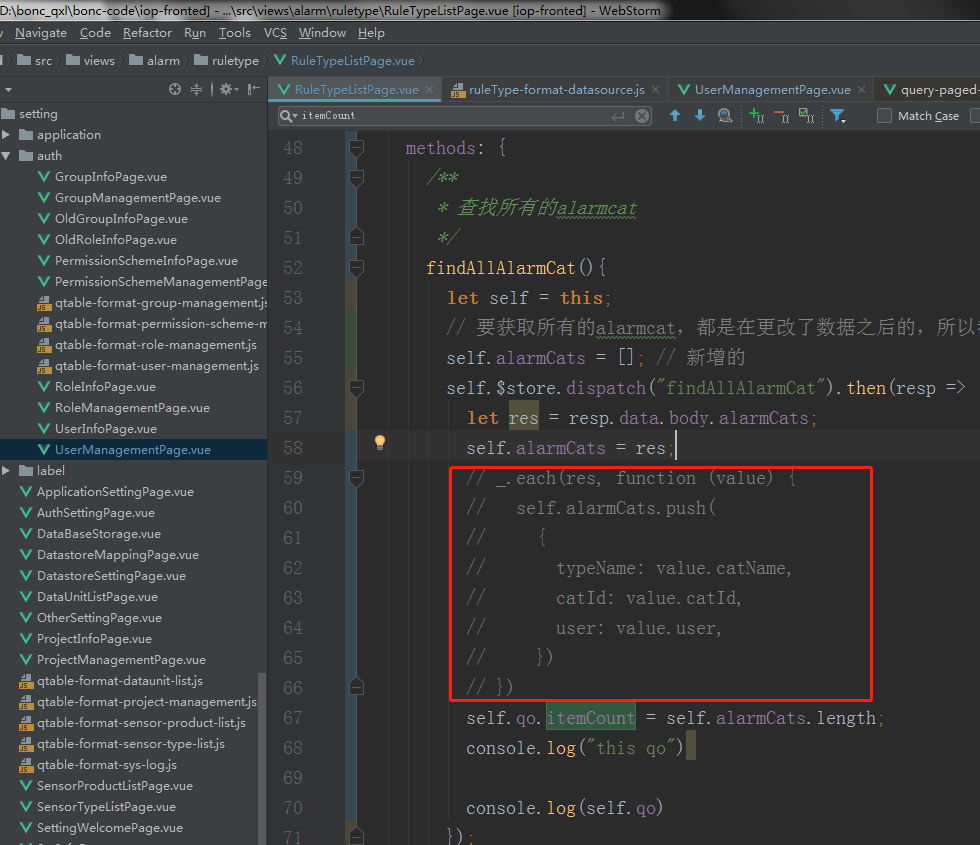 D:\bonc_qxl\bonc-code\iop-fronted] - ...\src\views\alarm\ruletype\RuleTypeListPage.vue [iop-fronted] - WebStorm
Navigate Code Refactor Run Tools VCS Window Help
src views alarm ruletype RuleTypeListPage.vue
RuleTypeListPage.vue ruleType-format-datasource.js UserManagementPage.vue query-paged-
itemCount Match Case
setting
application
auth
GroupInfoPage.vue
GroupManagementPage.vue
OldGroupInfoPage.vue
OldRoleInfoPage.vue
PermissionSchemeInfoPage.vue
PermissionSchemeManagementPage
qtable-format-group-management.js
qtable-format-permission-scheme-m
qtable-format-role-management.js
qtable-format-user-management.js
RoleInfoPage.vue
RoleManagementPage.vue
UserInfoPage.vue
UserManagementPage.vue
label
ApplicationSettingPage.vue
AuthSettingPage.vue
DataBaseStorage.vue
DatastoreMappingPage.vue
DatastoreSettingPage.vue
DataUnitListPage.vue
OtherSettingPage.vue
ProjectInfoPage.vue
ProjectManagementPage.vue
qtable-format-dataunit-list.js
qtable-format-project-management.js
qtable-format-sensor-product-list.js
qtable-format-sensor-type-list.js
qtable-format-sys-log.js
SensorProductListPage.vue
SensorTypeListPage.vue
SettingWelcomePage.vue
48 methods: {
49 /**
50 * 查找所有的alarmcat
51 */
52 findAllAlarmCat(){
53 let self = this;
54 // 要获取所有的alarmcat，都是在更改了数据之后的，所以
55 self.alarmCats = []; // 新增的
56 self.$store.dispatch("findAllAlarmCat").then(resp =>
57 let res = resp.data.body.alarmCats;
58 self.alarmCats = res;
59 // _.each(res, function (value) {
60 // self.alarmCats.push(
61 // {
62 // typeName: value.catName,
63 // catId: value.catId,
64 // user: value.user,
65 // })
66 // })
67 self.qo.itemCount = self.alarmCats.length;
68 console.log("this qo")
69
70 console.log(self.qo)
71 });